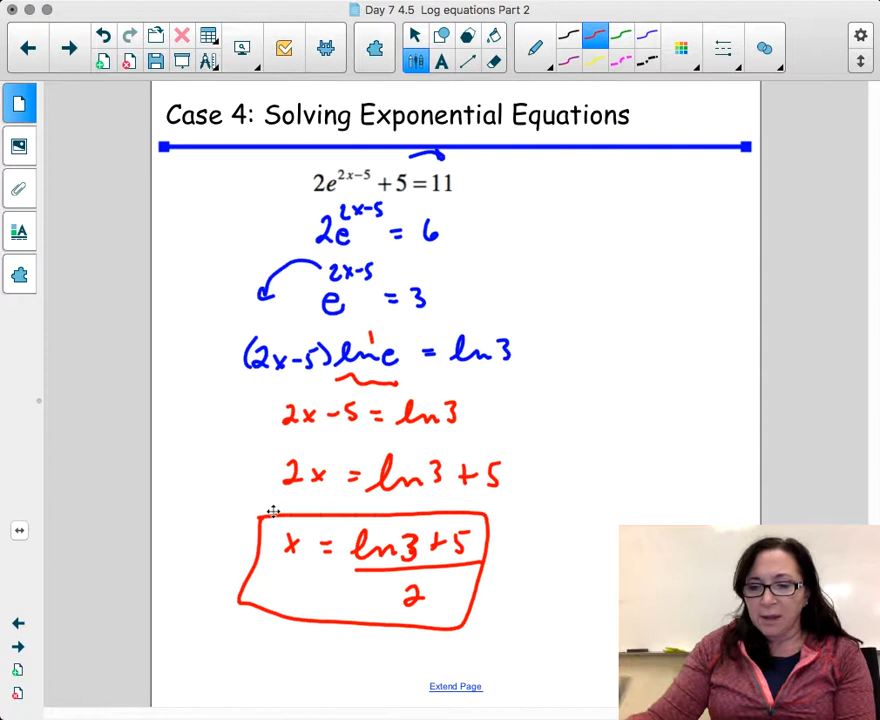 Day 7 4.5 Log equations Part 2
Case 4: Solving Exponential Equations
2e^{2x-5} + 5 = 11
2e^{2x-5} = 6
e^{2x-5} = 3
(2x-5) ln e = ln 3
1
2x - 5 = ln 3
2x = ln 3 + 5
x = \frac{ln 3 + 5}{2}
Extend Page